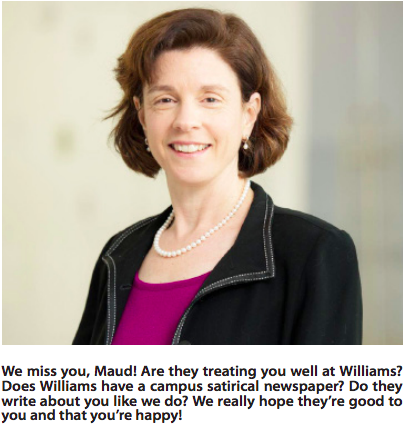 We miss you, Maud! Are they treating you well at Williams?
Does Williams have a campus satirical newspaper? Do they
write about you like we do? We really hope they're good to
you and that you're happy!